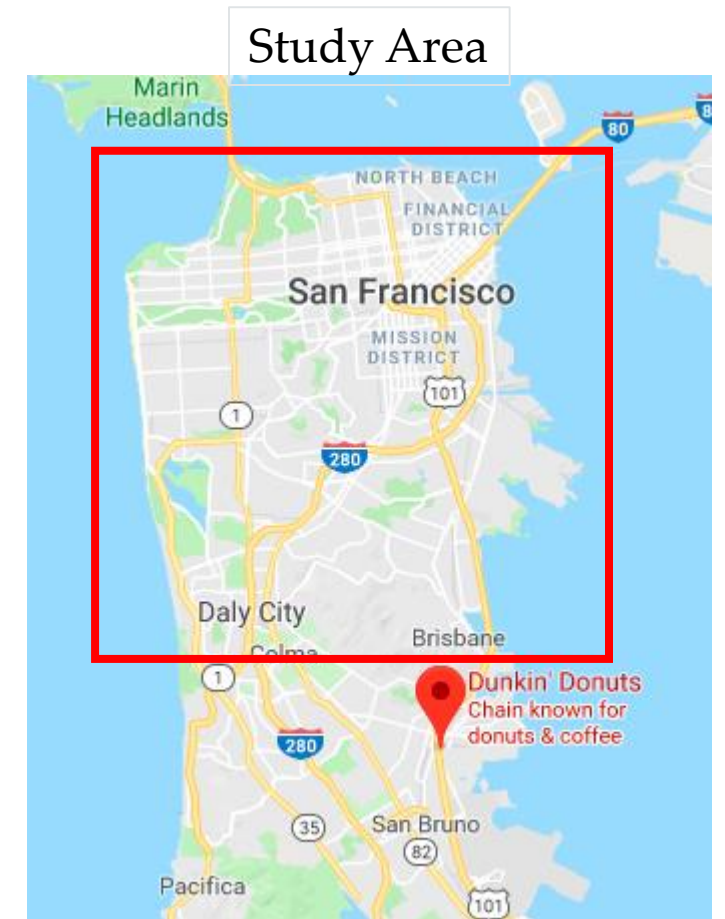 Study Area
Marin
Headlands
80
8
NORTH BEACH
FINANCIAL
DISTRICT
San Francisco
MISSION
DISTRICT
101
1
280
Daly City
Brisbane
Colma
1
Dunkin' Donuts
Chain known for
donuts & coffee
280
35
San Bruno
82
Pacifica
101